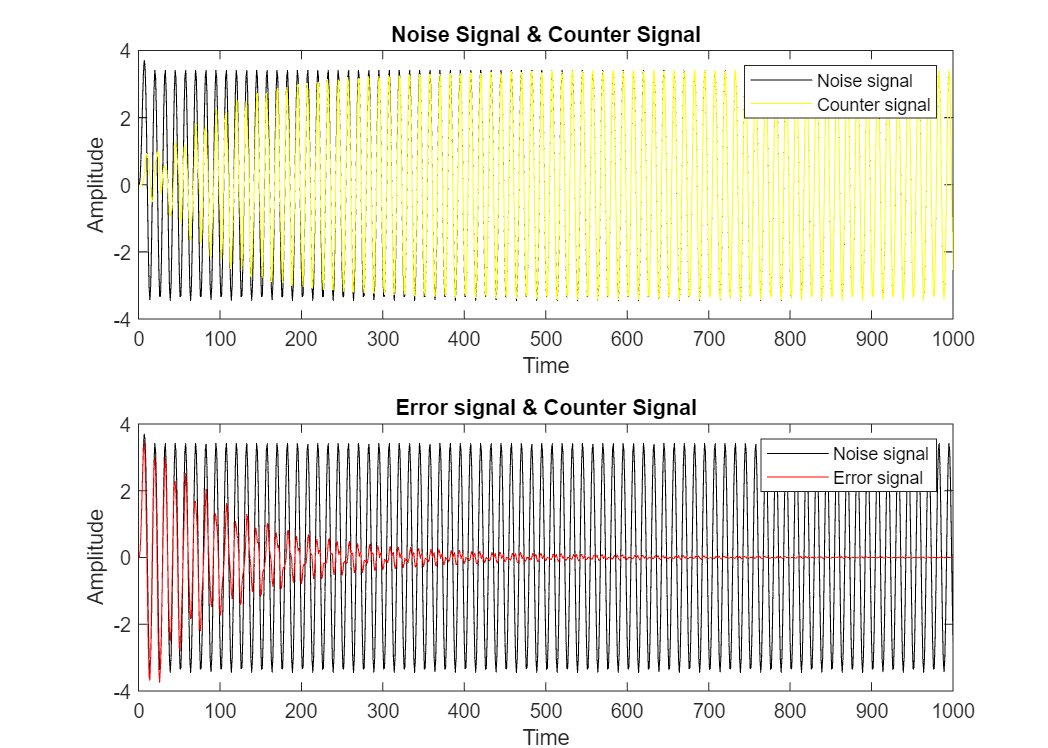 Noise Signal & Counter Signal
4
2
0
-2
-4
Amplitude
Noise signal
Counter signal
0 100 200 300 400 500 600 700 800 900 1000
Time
Error signal & Counter Signal
4
2
0
-2
-4
Amplitude
Noise signal
Error signal
0 100 200 300 400 500 600 700 800 900 1000
Time